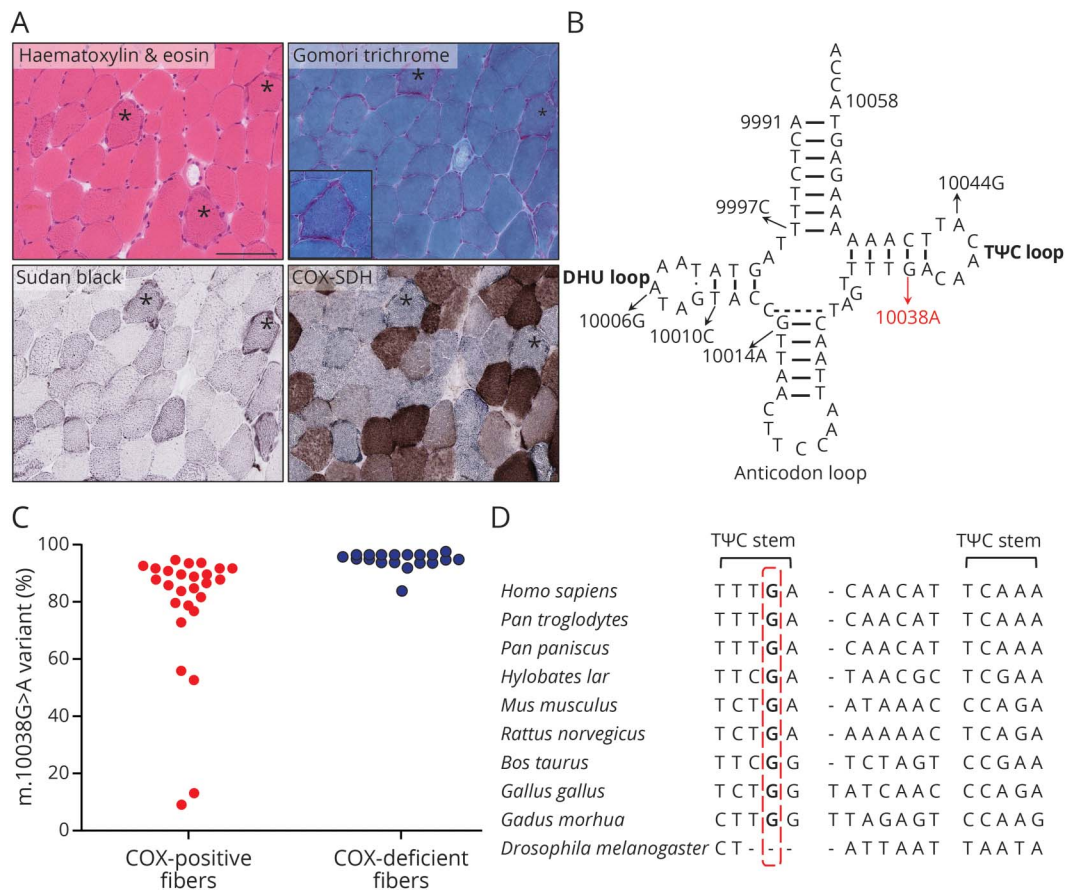 A
Haematoxylin & eosin
Gomori trichrome
Sudan black
COX-SDH
* * *
* *
* *
* *
B
A
C
C
A 10058
9991 A T
C G
T A
C G
T A
T A
9997C T A
T
A
G
A A T A T G
DHU loop
A
A
T A G T A C C
10006G
10010C
10014A
A A A C T T A
10044G
C
A
TΨC loop
T T T G A C A
G
A
T
10038A
G C
T A
T A
A T
A T
C A
T A
T C C
Anticodon loop
C
m.10038G>A variant (%)
100
80
60
40
20
0
COX-positive
fibers
COX-deficient
fibers
D
TΨC stem TΨC stem
Homo sapiens T T T G A - C A A C A T T C A A A
Pan troglodytes T T T G A - C A A C A T T C A A A
Pan paniscus T T T G A - C A A C A T T C A A A
Hylobates lar T T C G A - T A A C G C T C G A A
Mus musculus T C T G A - A T A A A C C C A G A
Rattus norvegicus T C T G A - A A A A A C T C A G A
Bos taurus T T C G G - T C T A G T C C G A A
Gallus gallus T C T G G T A T C A A C C C A G A
Gadus morhua C T T G G T T A G A G T C C A A G
Drosophila melanogaster C T - - - - A T T A A T T A A T A